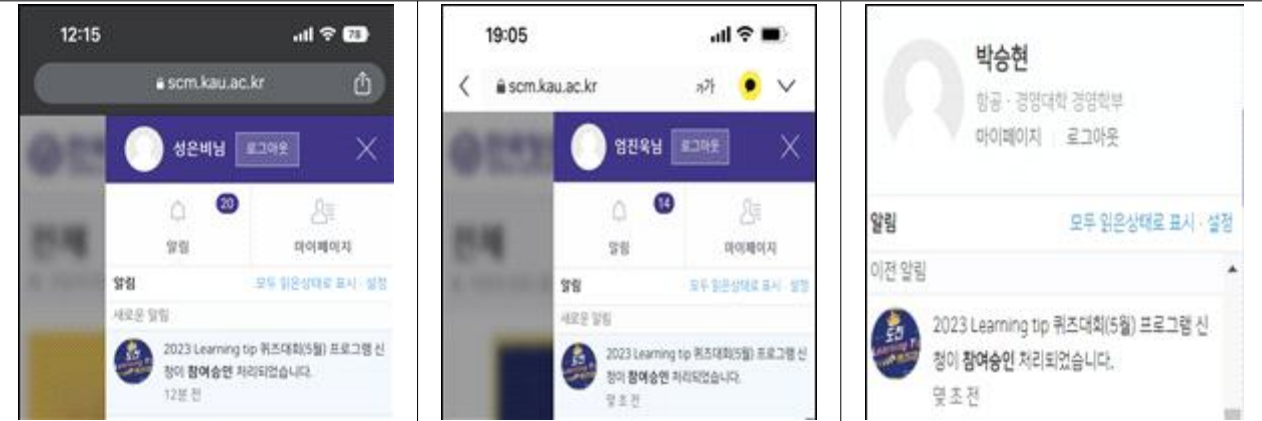 12:15
78
scm.kau.ac.kr
성은비님 로그아웃
20
알림 마이페이지
알림 모두 읽은상태로 표시 · 설정
새로운 알림
2023 Learning tip 퀴즈대회(5월) 프로그램 신
청이 참여승인 처리되었습니다.
12분 전
19:05
scm.kau.ac.kr 가가
엄진욱님 로그아웃
14
알림 마이페이지
알림 모두 읽은상태로 표시 · 설정
새로운 알림
2023 Learning tip 퀴즈대회(5월) 프로그램 신
청이 참여승인 처리되었습니다.
몇 초 전
박승현
항공 · 경영대학 경영학부
마이페이지 로그아웃
알림 모두 읽은상태로 표시 · 설정
이전 알림
도전
2023 Learning tip 퀴즈대회(5월) 프로그램 신
청이 참여승인 처리되었습니다.
몇 초 전